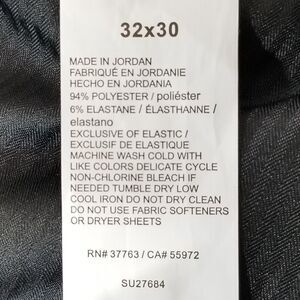 32x30
MADE IN JORDAN
FABRIQUÉ EN JORDANIE
HECHO EN JORDANIA
94% POLYESTER / poliéster
6% ELASTANE / ÉLASTHANNE /
elastano
EXCLUSIVE OF ELASTIC /
EXCLUSIF DE ELASTIQUE
MACHINE WASH COLD WITH
LIKE COLORS DELICATE CYCLE
NON-CHLORINE BLEACH IF
NEEDED TUMBLE DRY LOW
COOL IRON DO NOT DRY CLEAN
DO NOT USE FABRIC SOFTENERS
OR DRYER SHEETS
RN# 37763 / CA# 55972
SU27684